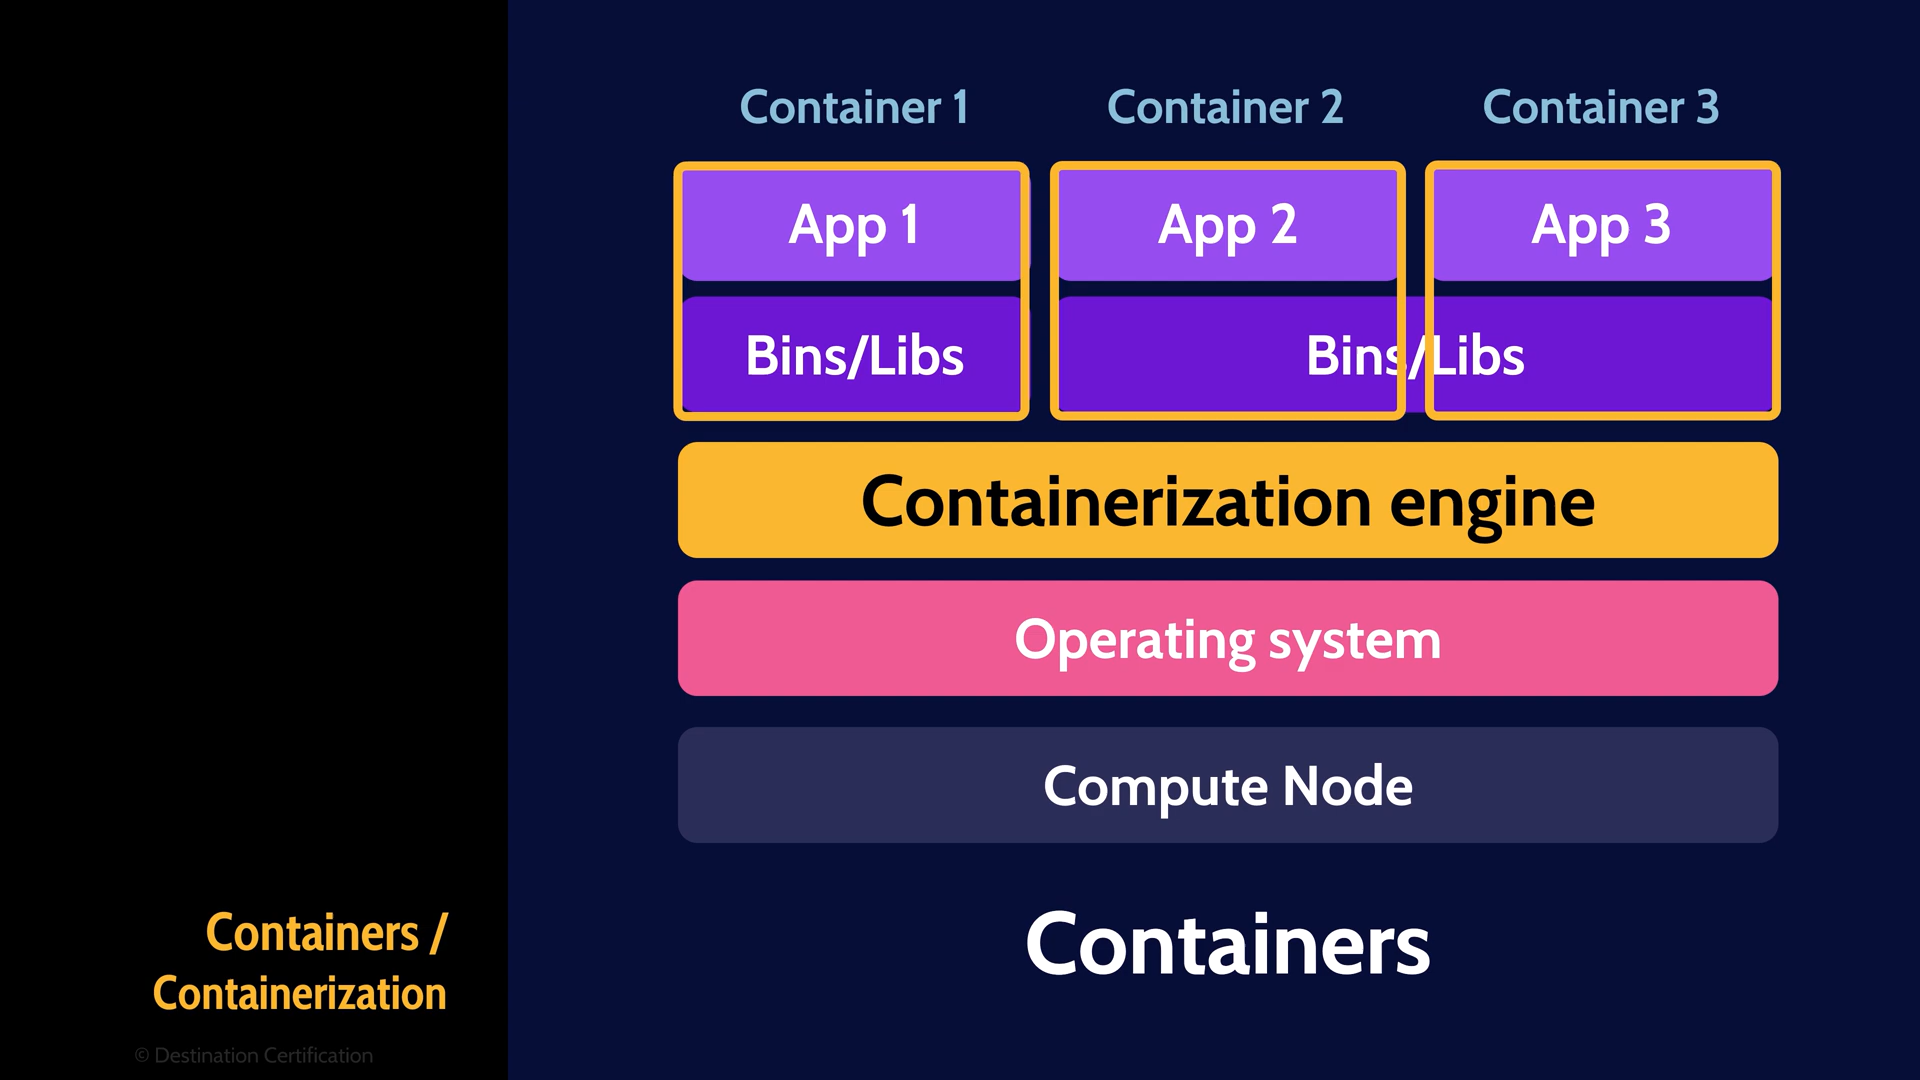 Container 1
Container 2
Container 3
App 1
App 2
App 3
Bins/Libs
Bins/Libs
Containerization engine
Operating system
Compute Node
Containers
Containers /
Containerization
© Destination Certification